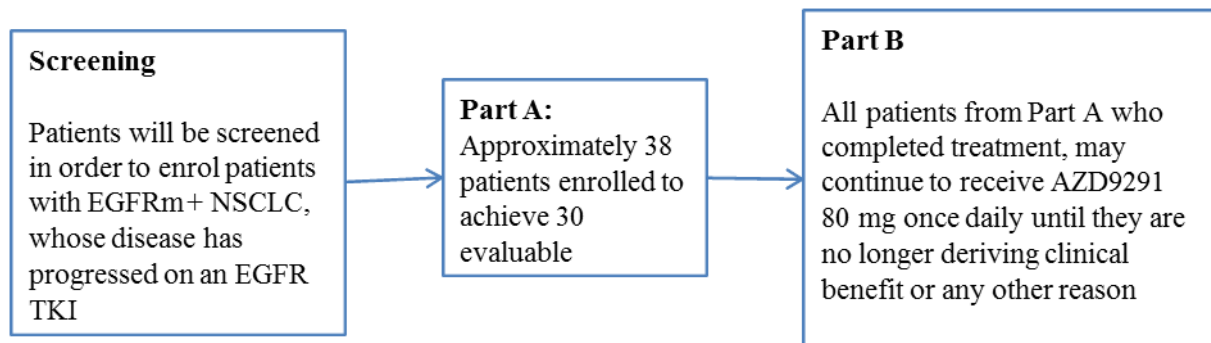 Screening
Patients will be screened
in order to enrol patients
with EGFRm+ NSCLC,
whose disease has
progressed on an EGFR
TKI
Part A:
Approximately 38
patients enrolled to
achieve 30
evaluable
Part B
All patients from Part A who
completed treatment, may
continue to receive AZD9291
80 mg once daily until they are
no longer deriving clinical
benefit or any other reason